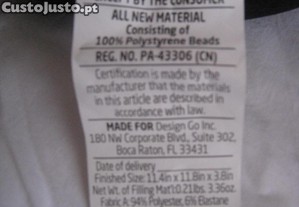 CustoJusto.pt
BY THE CONSUMER
ALL NEW MATERIAL
Consisting of
100% Polystyrene Beads
REG. NO. PA-43306 (CN)
Certification is made by the
manufacturer that the materials
in this article are described in
accordance with law.
MADE FOR Design Go Inc.
180 NW Corporate Blvd., Suite 302,
Boca Raton, FL 33431
Date of delivery
Finished Size: 11.4in x 11.8in x 3.8in
Net Wt. of Filling Mat'l 0.21lbs. 3.36oz.
Fabric A: 94% Polyester, 6% Elastane